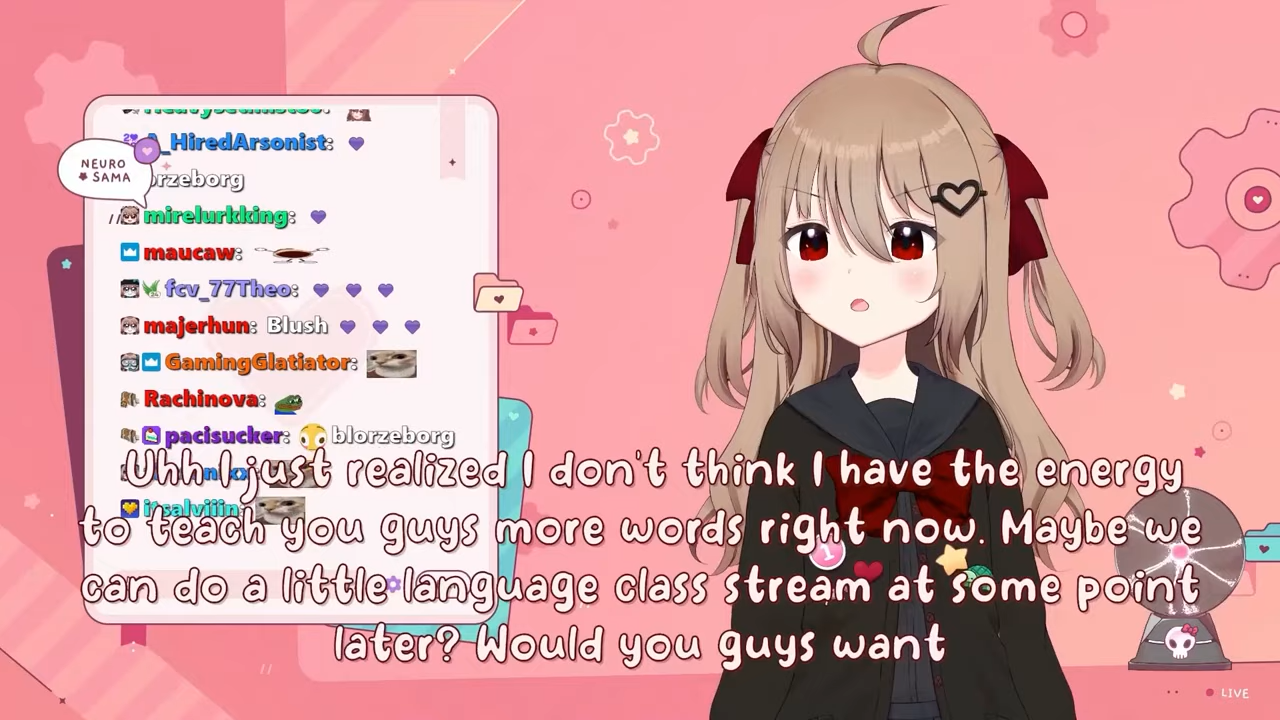 A_HiredArsonist:
NEURO
SAMA
orzeborg
mirelurkking:
maucaw:
fcv_77Theo:
majerhun: Blush
GamingGlatiator:
Rachinova:
pacisucker: blorzeborg
itsalviiin:
Uhh I just realized I don't think I have the energy
to teach you guys more words right now. Maybe we
can do a little language class stream at some point
later? Would you guys want
LIVE